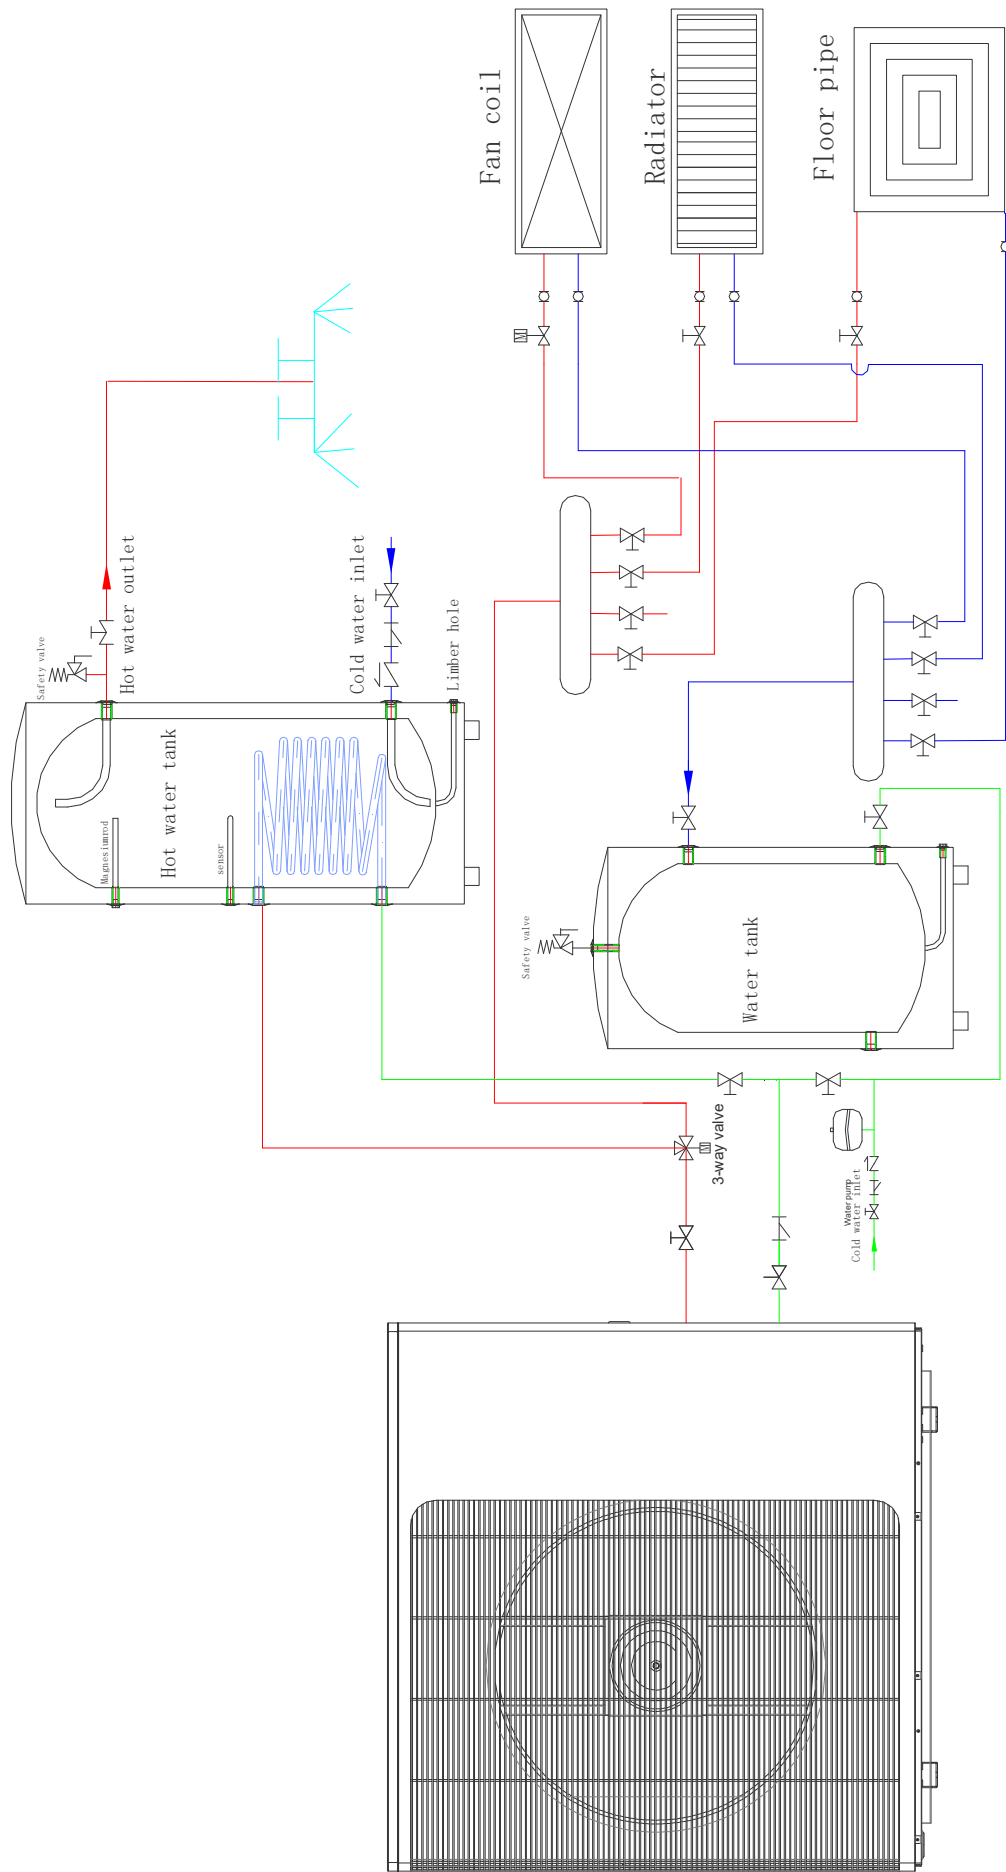 Fan coil
Radiator
Floor pipe
Safety valve
Hot water outlet
Cold water inlet
Limber hole
Hot water tank
Magnesiumrod
sensor
Safety valve
Water tank
3-way valve
Water pump
Cold water inlet
M
M